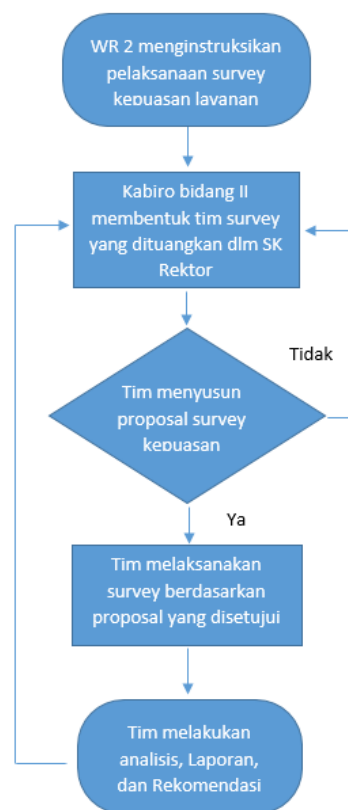 WR 2 menginstruksikan
pelaksanaan survey
kepuasan layanan
Kabiro bidang II
membentuk tim survey
yang dituangkan dlm SK
Rektor
Tidak
Tim menyusun
proposal survey
kepuasan
Ya
Tim melaksanakan
survey berdasarkan
proposal yang disetujui
Tim melakukan
analisis, Laporan,
dan Rekomendasi